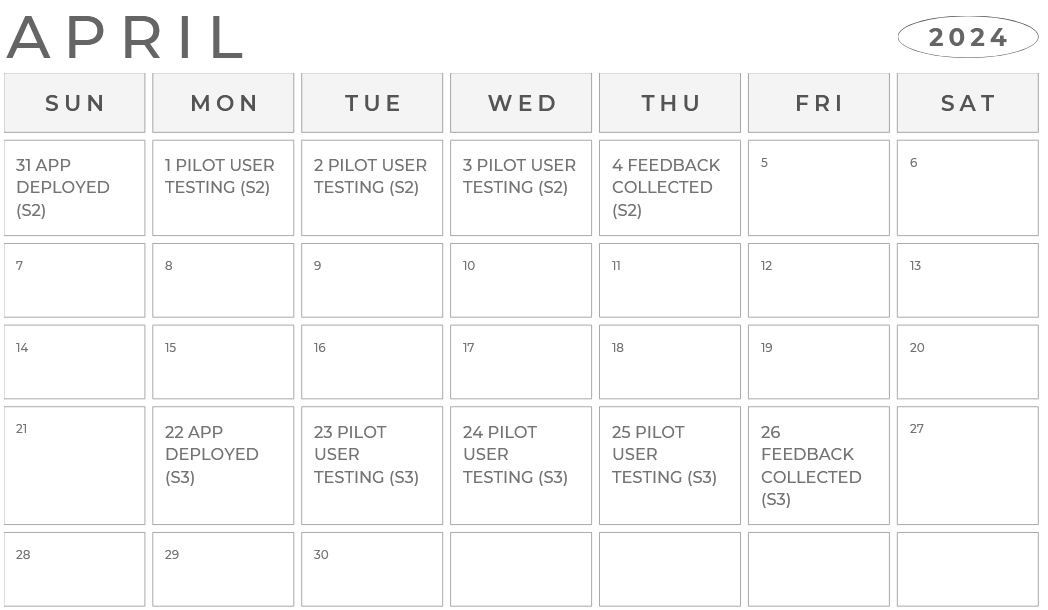 APRIL
2024
SUN
MON
TUE
WED
THU
FRI
SAT
31 APP
DEPLOYED
(S2)
1 PILOT USER
TESTING (S2)
2 PILOT USER
TESTING (S2)
3 PILOT USER
TESTING (S2)
4 FEEDBACK
COLLECTED
(S2)
5
6
7
8
9
10
11
12
13
14
15
16
17
18
19
20
21
22 APP
DEPLOYED
(S3)
23 PILOT
USER
TESTING (S3)
24 PILOT
USER
TESTING (S3)
25 PILOT
USER
TESTING (S3)
26
FEEDBACK
COLLECTED
(S3)
27
28
29
30